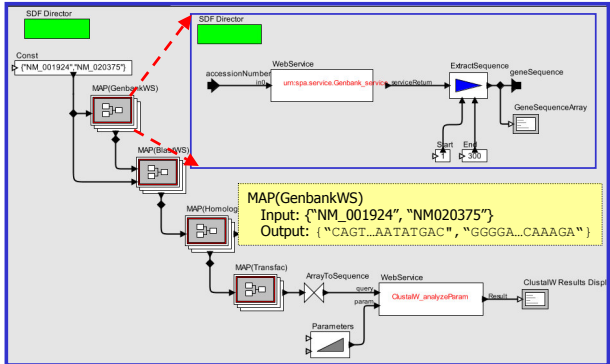 SDF Director
SDF Director
Const
{"NM_001924","NM_020375"}
MAP(GenbankWS)
WebService
ExtractSequence
accessionNumber
in0
urn:spa.service.Genbank_service
serviceReturn
geneSequence
GeneSequenceArray
Start
End
1
300
MAP(BlastWS)
MAP(GenbankWS)
Input: {“NM_001924”, “NM020375”}
Output: {“CAGT…AATATGAC",“GGGGA…CAAAGA“}
MAP(Homolog
MAP(Transfac)
ArrayToSequence
WebService
query
param
ClustalW_analyzeParam
Result
ClustalW Results Displ
Parameters